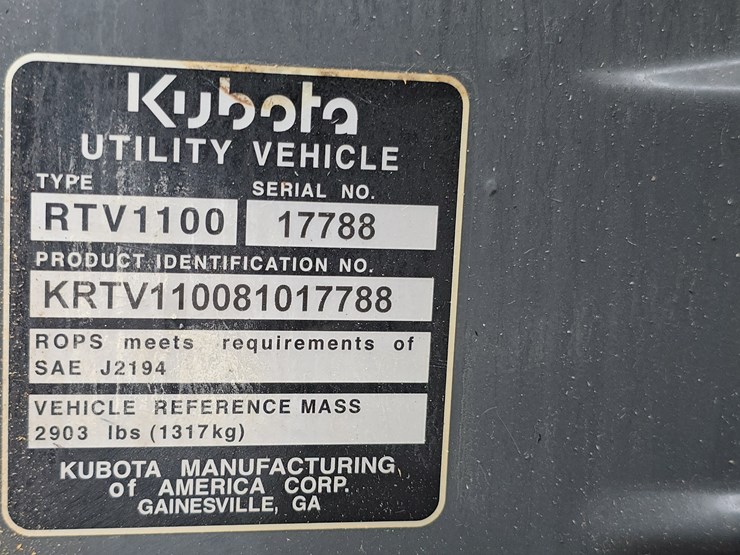 Kubota
UTILITY VEHICLE
TYPE SERIAL NO.
RTV1100 17788
PRODUCT IDENTIFICATION NO.
KRTV110081017788
ROPS meets requirements of
SAE J2194
VEHICLE REFERENCE MASS
2903 lbs (1317kg)
KUBOTA MANUFACTURING
of AMERICA CORP.
GAINESVILLE, GA